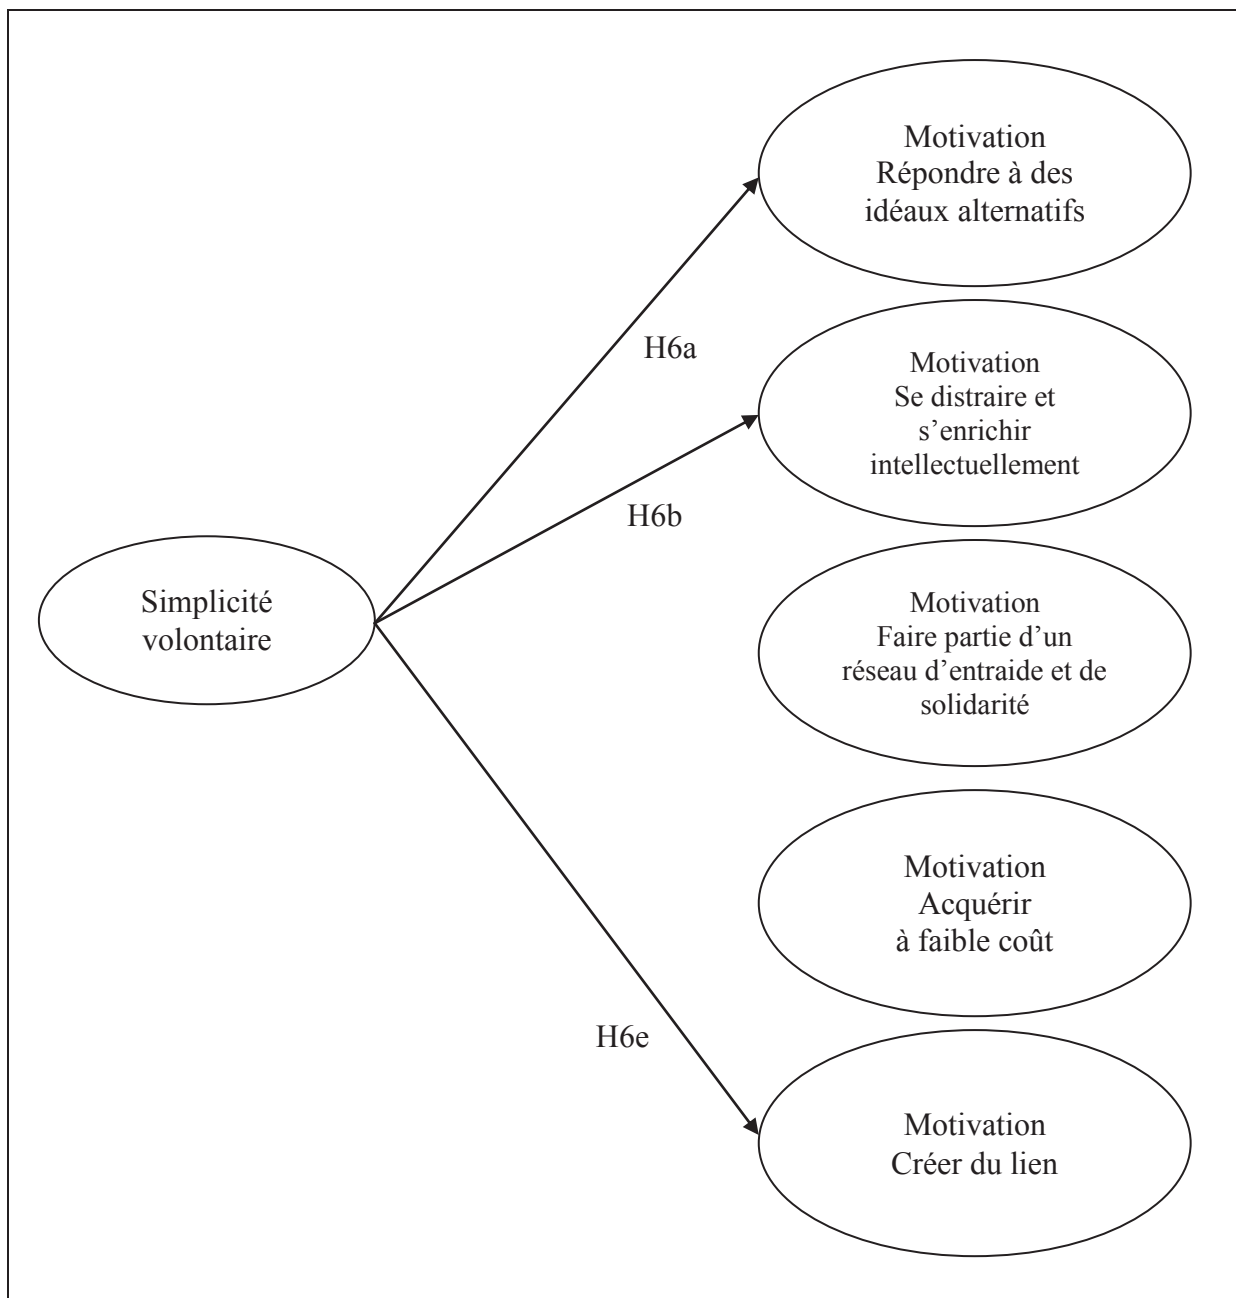 Motivation
Répondre à des
idéaux alternatifs
H6a
Motivation
Se distraire et
s’enrichir
intellectuellement
H6b
Simplicité
volontaire
Motivation
Faire partie d’un
réseau d’entraide et de
solidarité
Motivation
Acquérir
à faible coût
H6e
Motivation
Créer du lien